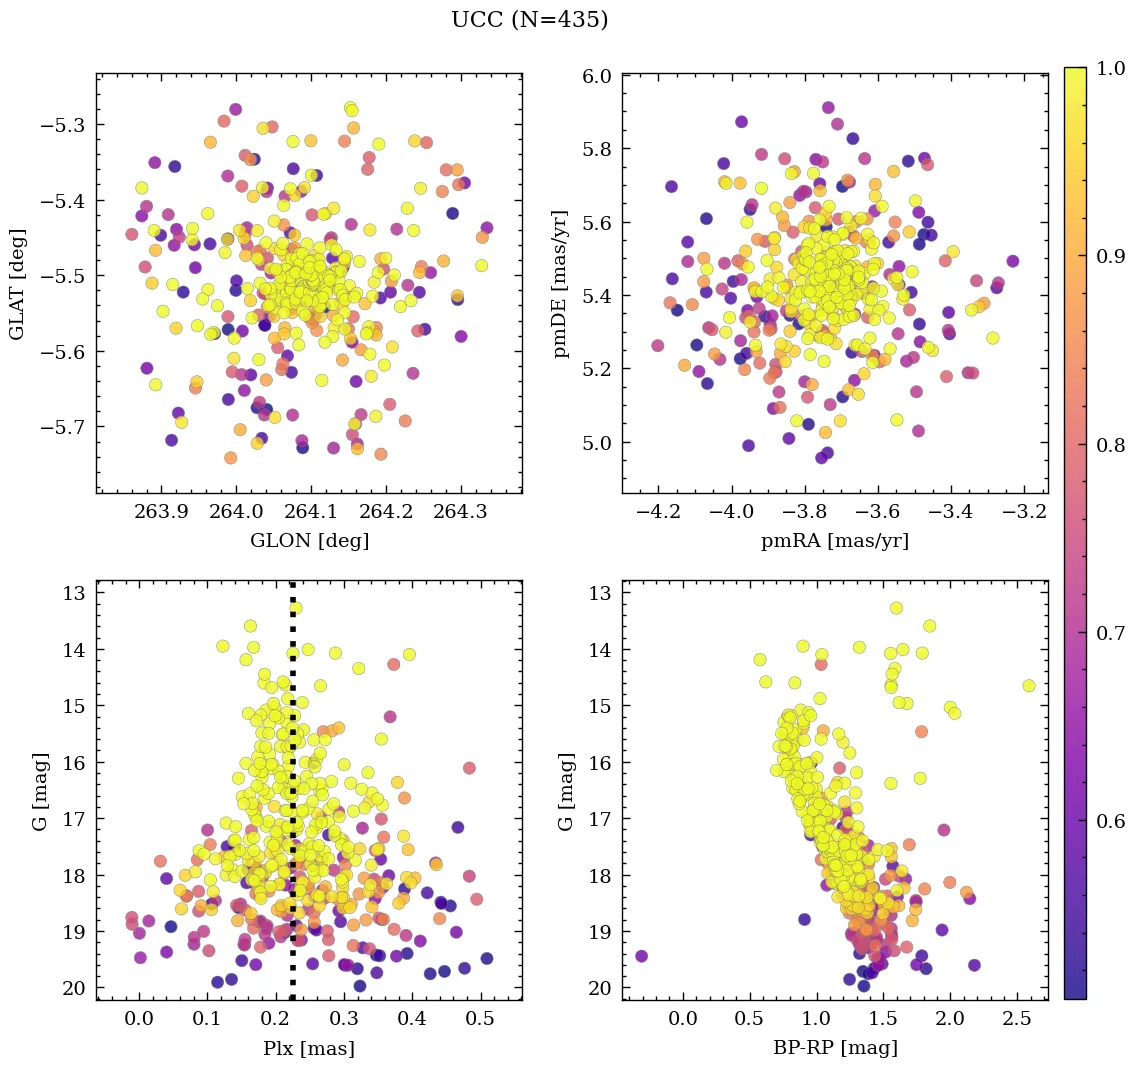 UCC (N=435)
−5.3
−5.4
−5.5
−5.6
−5.7
GLAT [deg]
263.9 264.0 264.1 264.2 264.3
GLON [deg]
6.0
5.8
5.6
5.4
5.2
5.0
pmDE [mas/yr]
−4.2 −4.0 −3.8 −3.6 −3.4 −3.2
pmRA [mas/yr]
13
14
15
16
17
18
19
20
G [mag]
0.0 0.1 0.2 0.3 0.4 0.5
Plx [mas]
13
14
15
16
17
18
19
20
G [mag]
0.0 0.5 1.0 1.5 2.0 2.5
BP-RP [mag]
1.0
0.9
0.8
0.7
0.6